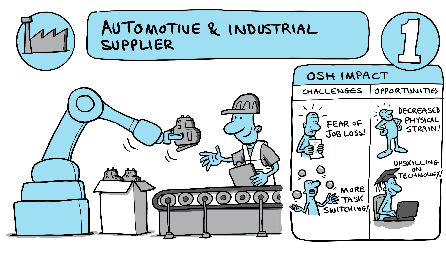 AUTOMOTIVE & INDUSTRIAL
SUPPLIER
1
OSH IMPACT
CHALLENGES
OPPORTUNITIES
FEAR OF
JOB LOSS!
DECREASED
PHYSICAL
STRAIN!
MORE
TASK
SWITCHING!
UPSKILLING
ON
TECHNOLOGY!